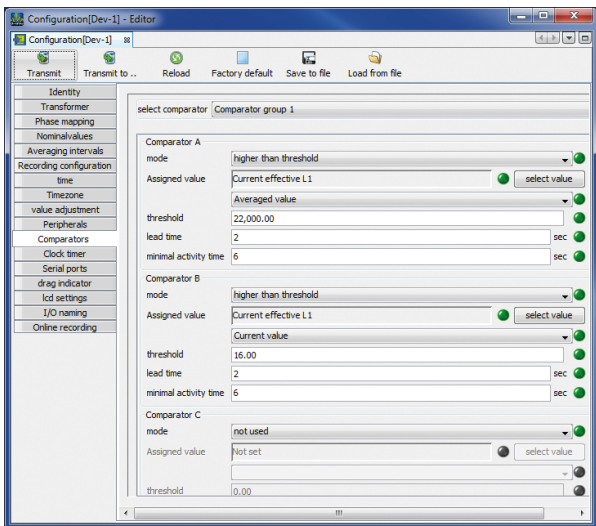 Configuration[Dev-1] - Editor
Configuration[Dev-1]
Transmit Transmit to .. Reload Factory default Save to file Load from file
Identity
Transformer
Phase mapping
Nominalvalues
Averaging intervals
Recording configuration
time
Timezone
value adjustment
Peripherals
Comparators
Clock timer
Serial ports
drag indicator
lcd settings
I/O naming
Online recording
select comparator Comparator group 1
Comparator A
mode higher than threshold
Assigned value Current effective L1 select value
Averaged value
threshold 22,000.00
lead time 2 sec
minimal activity time 6 sec
Comparator B
mode higher than threshold
Assigned value Current effective L1 select value
Current value
threshold 16.00
lead time 2 sec
minimal activity time 6 sec
Comparator C
mode not used
Assigned value Not set select value
threshold 0.00